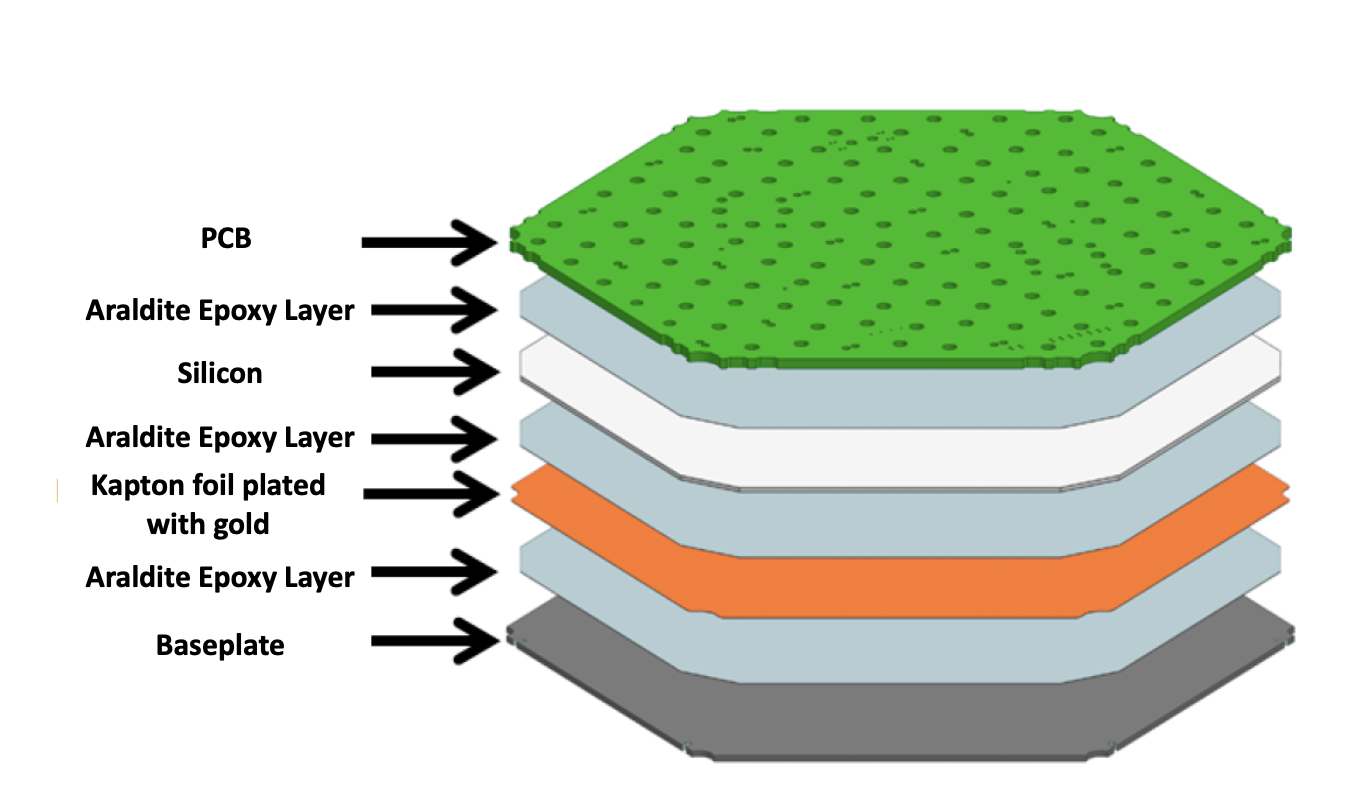 PCB
Araldite Epoxy Layer
Silicon
Araldite Epoxy Layer
Kapton foil plated
with gold
Araldite Epoxy Layer
Baseplate